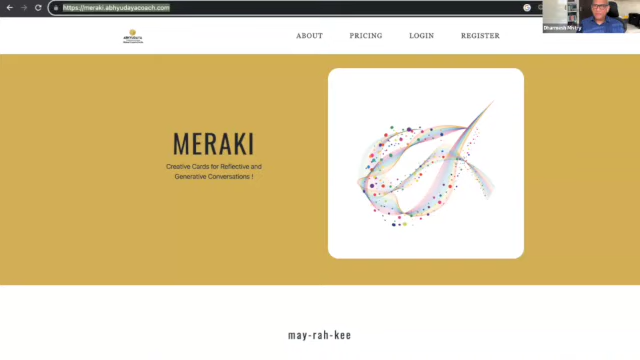 https://meraki.abhyudayacoach.com
ABOUT PRICING LOGIN REGISTER
Dharmesh Mistry
MERAKI
Creative Cards for Reflective and
Generative Conversations !
may-rah-kee